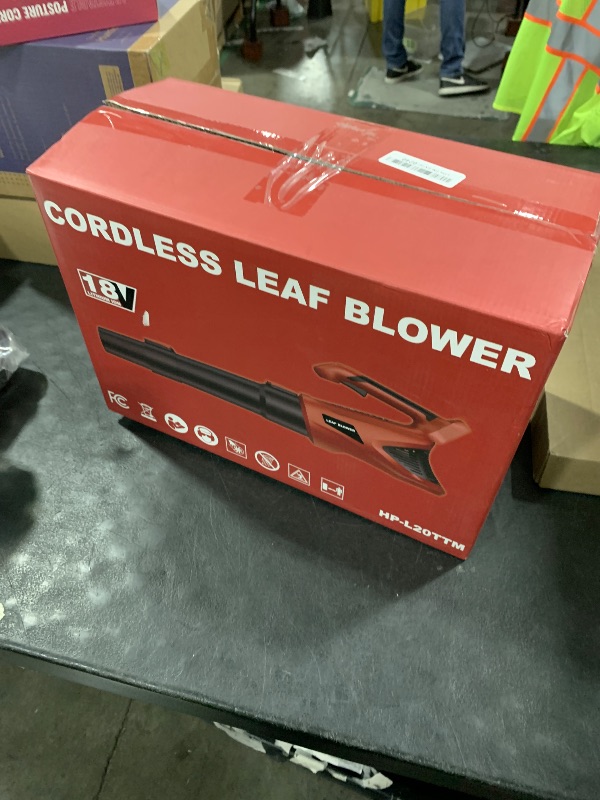 POSTURE COR
CORDLESS LEAF BLOWER
18V
LEAF BLOWER
FC
HP-L20TTM